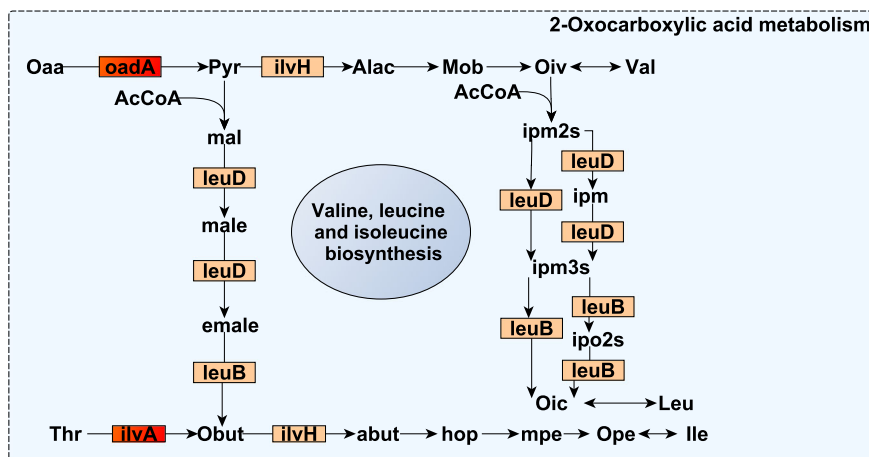 2-Oxocarboxylic acid metabolism
Oaa oadA Pyr ilvH Alac Mob Oiv Val
AcCoA AcCoA
mal ipm2s
leuD leuD
leuD ipm
male leuD
Valine, leucine
and isoleucine
biosynthesis
leuD ipm3s
emale leuB
leuB ipo2s
leuB leuB
Oic Leu
Thr ilvA Obut ilvH abut hop mpe Ope Ile